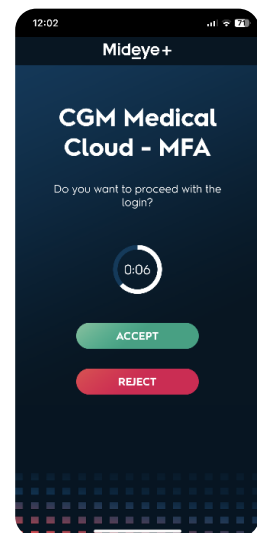 12:02
71
Mideye+
CGM Medical
Cloud - MFA
Do you want to proceed with the
login?
0:06
ACCEPT
REJECT